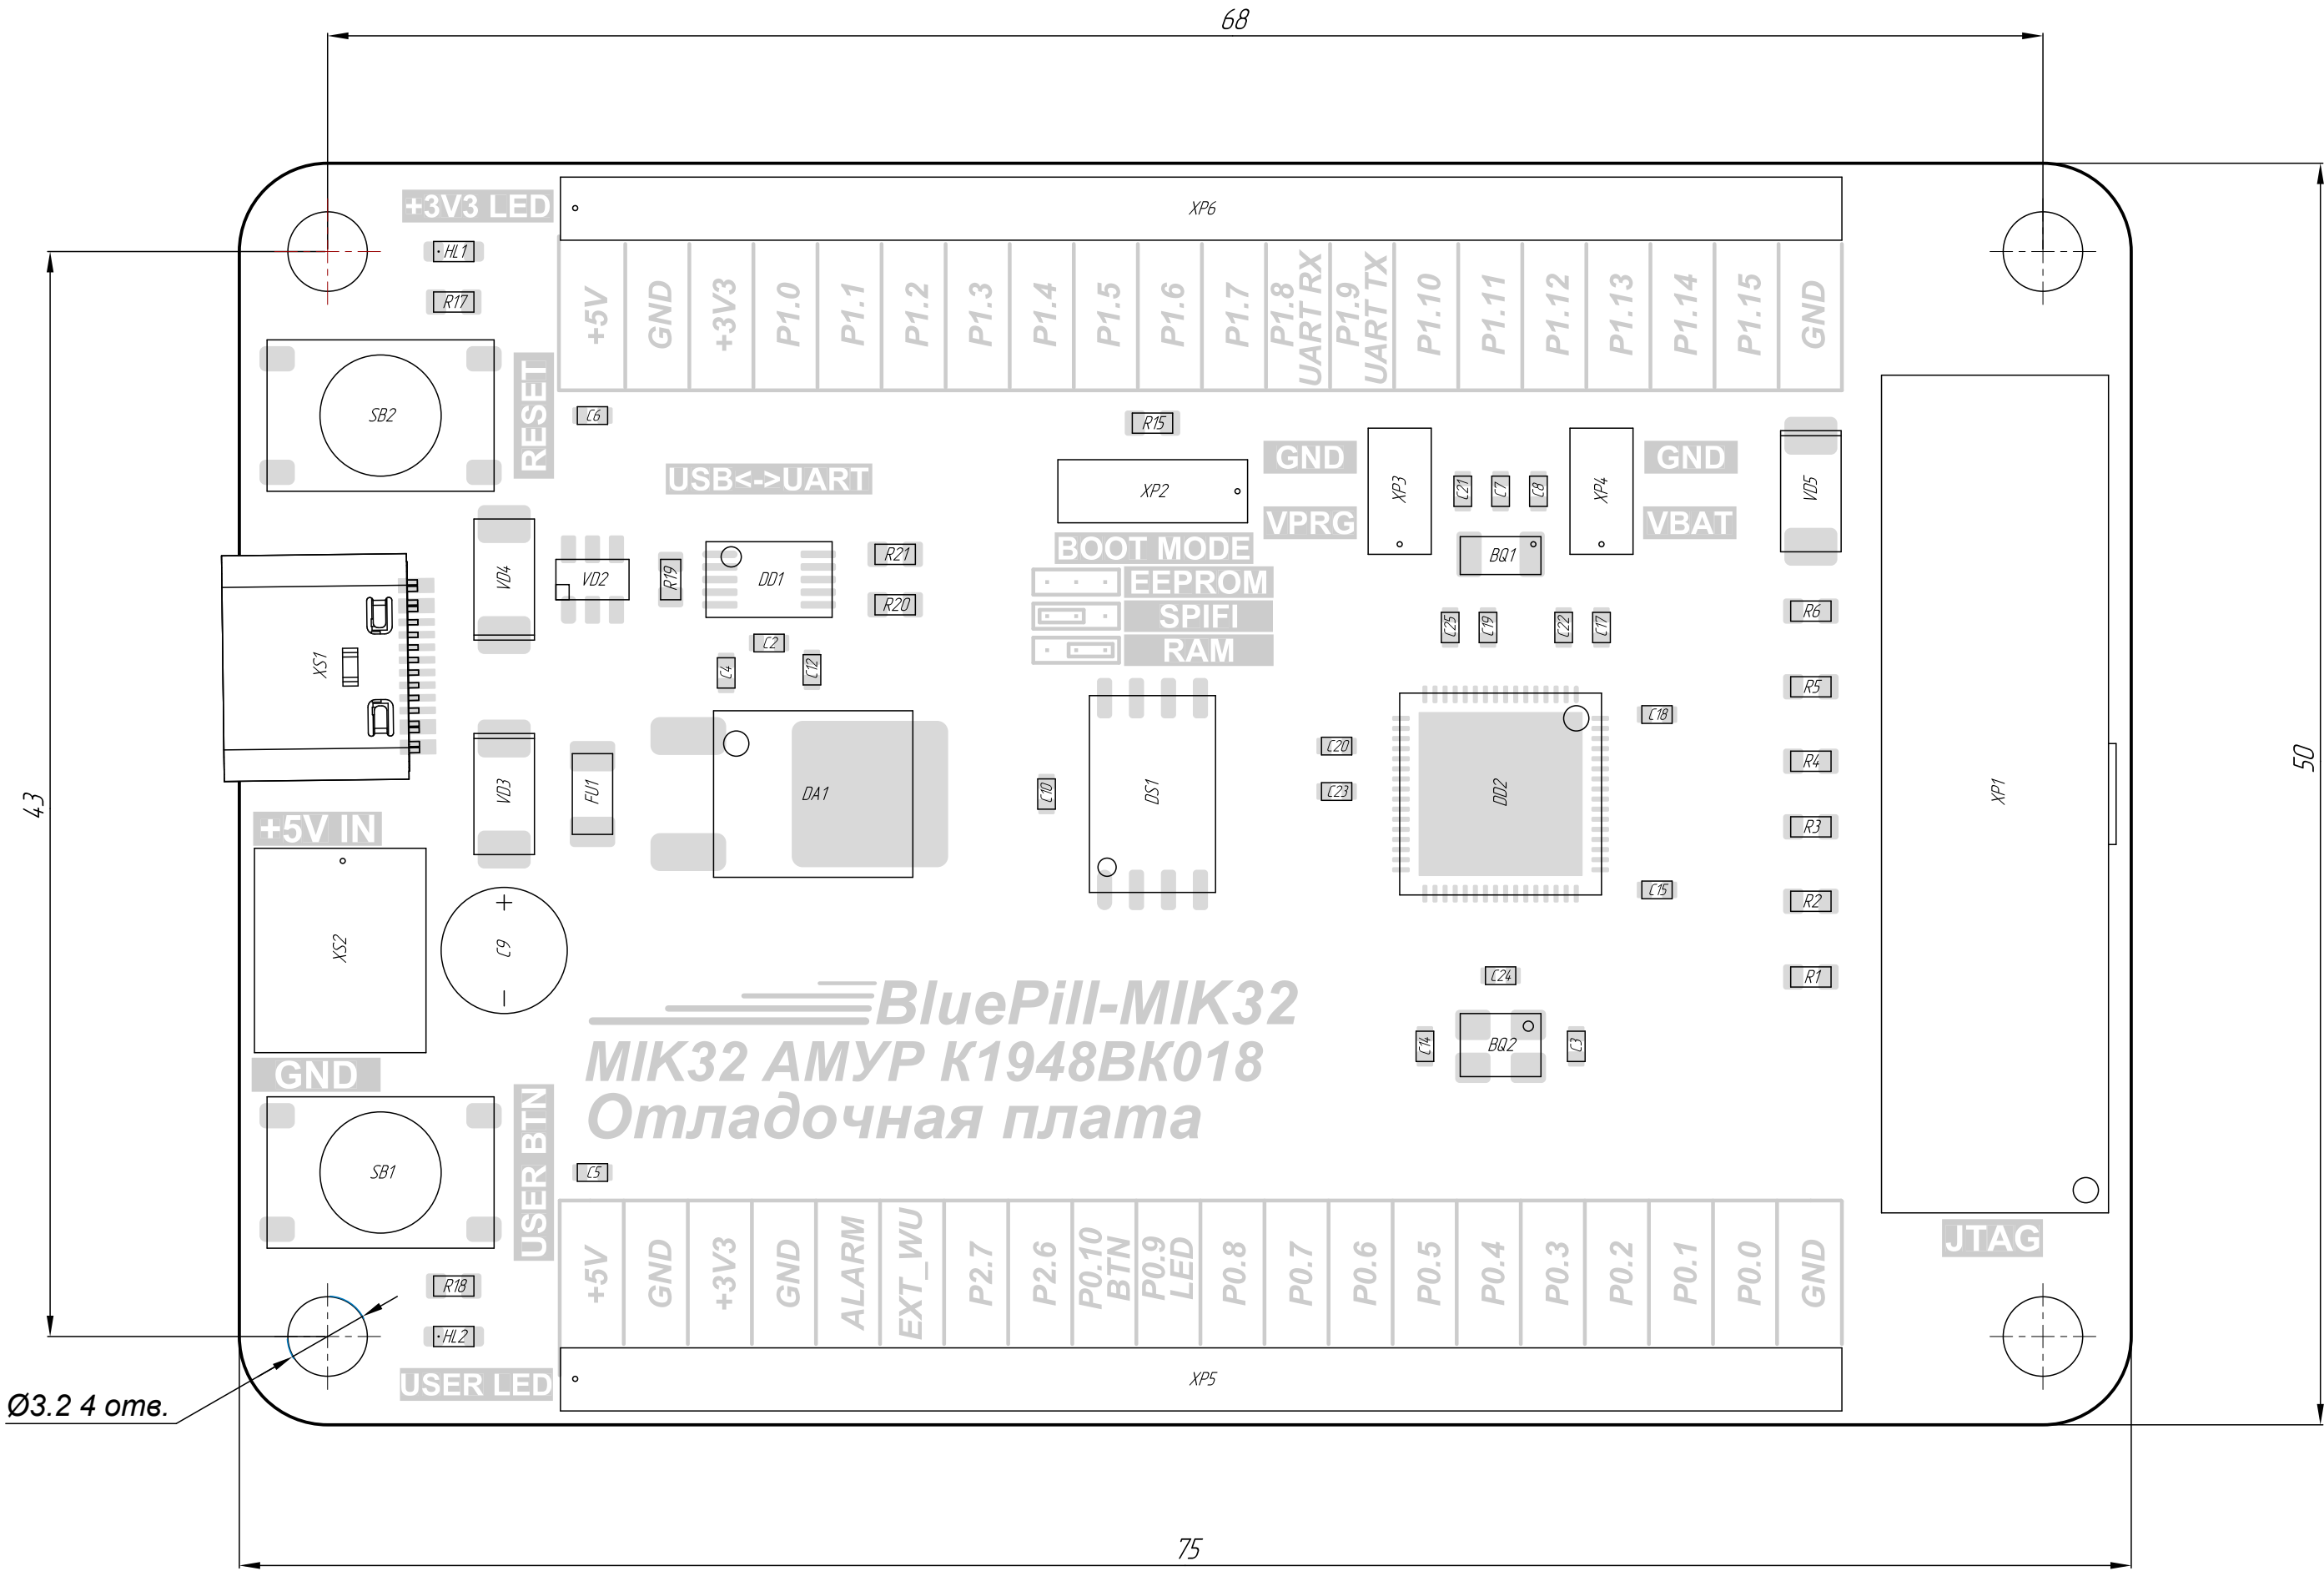 68
+3V3 LED
XP6
HL1
R17
+5V
GND
+3V3
P1.0
P1.1
P1.2
P1.3
P1.4
P1.5
P1.6
P1.7
P1.8
UART RX
P1.9
UART TX
P1.10
P1.11
P1.12
P1.13
P1.14
P1.15
GND
SB2
RESET
C6
R15
USB<->UART
XP2
GND
VPRG
XP3
C21
C7
C8
XP4
GND
VBAT
VD5
BOOT MODE
EEPROM
SPIFI
RAM
BQ1
VD4
VD2
R19
DD1
R21
R20
C2
C4
C12
C25
C19
C22
C17
R6
R5
R4
R3
R2
R1
XS1
VD3
FU1
DA1
C10
DS1
C20
C23
DD2
C18
C15
XP1
43
50
+5V IN
XS2
C9
+
–
GND
C24
C14
BQ2
C3
BluePill-MIK32
MIK32 АМУР К1948ВК018
Отладочная плата
SB1
USER BTN
C5
JTAG
R18
HL2
USER LED
+5V
GND
+3V3
GND
ALARM
EXT_WU
P2.7
P2.6
P0.10
BTN
P0.9
LED
P0.8
P0.7
P0.6
P0.5
P0.4
P0.3
P0.2
P0.1
P0.0
GND
XP5
Ø3.2 4 отв.
75